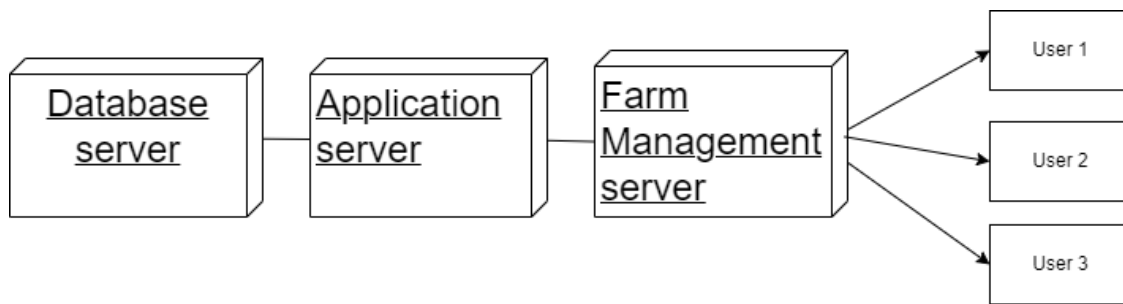 Database
server
Application
server
Farm
Management
server
User 1
User 2
User 3